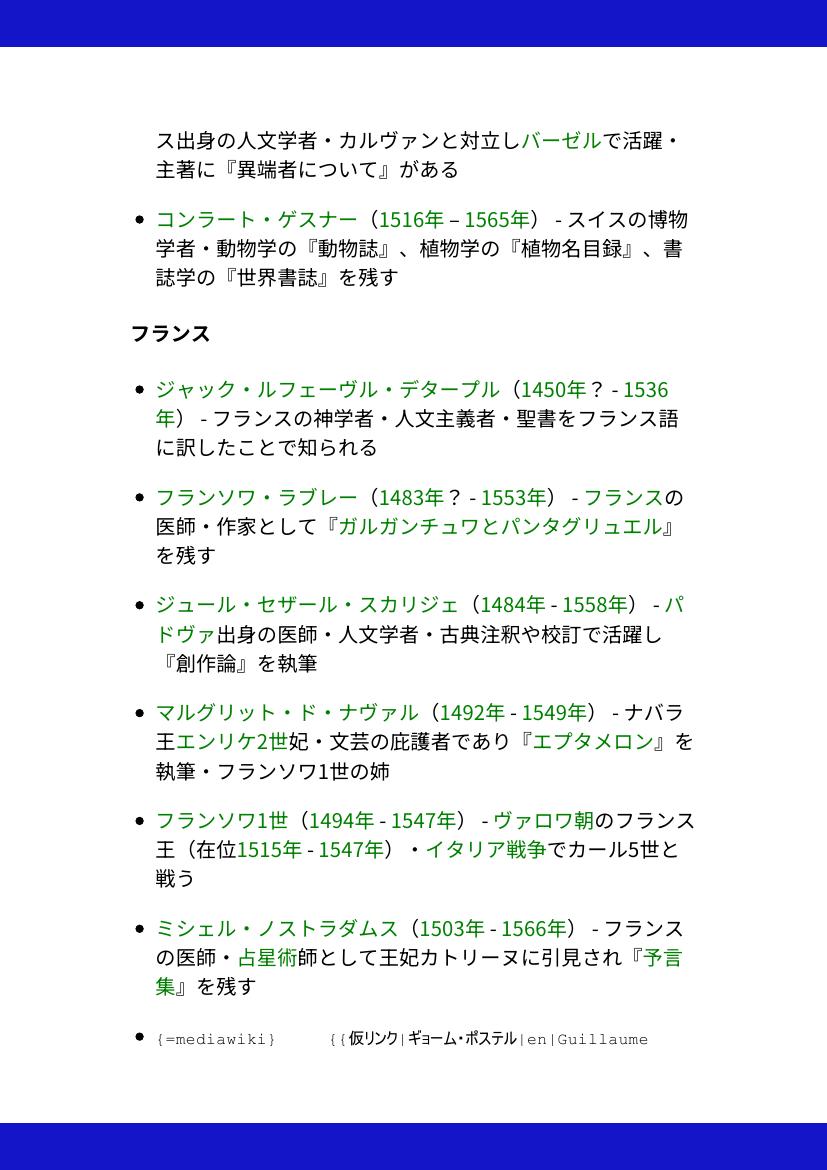 ス出身の人文学者・カルヴァンと対立しバーゼルで活躍・
主著に『異端者について』がある
● コンラート・ゲスナー（1516年 – 1565年） - スイスの博物
学者・動物学の『動物誌』、植物学の『植物名目録』、書
誌学の『世界書誌』を残す
フランス
● ジャック・ルフェーヴル・デタープル（1450年？ - 1536
年） - フランスの神学者・人文主義者・聖書をフランス語
に訳したことで知られる
● フランソワ・ラブレー（1483年？ - 1553年） - フランスの
医師・作家として『ガルガンチュワとパンタグリュエル』
を残す
● ジュール・セザール・スカリジェ（1484年 - 1558年） - パ
ドヴァ出身の医師・人文学者・古典注釈や校訂で活躍し
『創作論』を執筆
● マルグリット・ド・ナヴァル（1492年 - 1549年） - ナバラ
王エンリケ2世妃・文芸の庇護者であり『エプタメロン』を
執筆・フランソワ1世の姉
● フランソワ1世（1494年 - 1547年） - ヴァロワ朝のフランス
王（在位1515年 - 1547年）・イタリア戦争でカール5世と
戦う
● ミシェル・ノストラダムス（1503年 - 1566年） - フランス
の医師・占星術師として王妃カトリーヌに引見され『予言
集』を残す
● {=mediawiki} {{仮リンク|ギョーム・ポステル|en|Guillaume